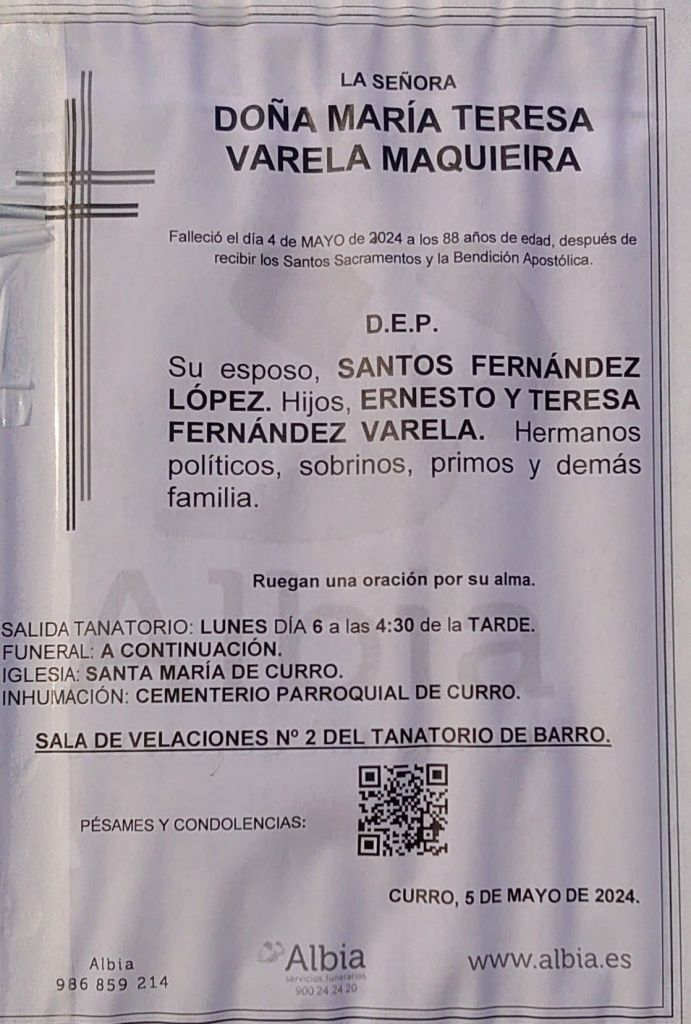 LA SEÑORA
DOÑA MARÍA TERESA
VARELA MAQUIEIRA
Falleció el día 4 de MAYO de 2024 a los 88 años de edad, después de
recibir los Santos Sacramentos y la Bendición Apostólica.
D.E.P.
Su esposo, SANTOS FERNÁNDEZ
LÓPEZ. Hijos, ERNESTO Y TERESA
FERNÁNDEZ VARELA. Hermanos
políticos, sobrinos, primos y demás
familia.
Ruegan una oración por su alma.
SALIDA TANATORIO: LUNES DÍA 6 a las 4:30 de la TARDE.
FUNERAL: A CONTINUACIÓN.
IGLESIA: SANTA MARÍA DE CURRO.
INHUMACIÓN: CEMENTERIO PARROQUIAL DE CURRO.
SALA DE VELACIONES Nº 2 DEL TANATORIO DE BARRO.
PÉSAMES Y CONDOLENCIAS:
CURRO, 5 DE MAYO DE 2024.
Albia
986 859 214
Albia
servicios funerarios
900 24 24 20
www.albia.es
Albia